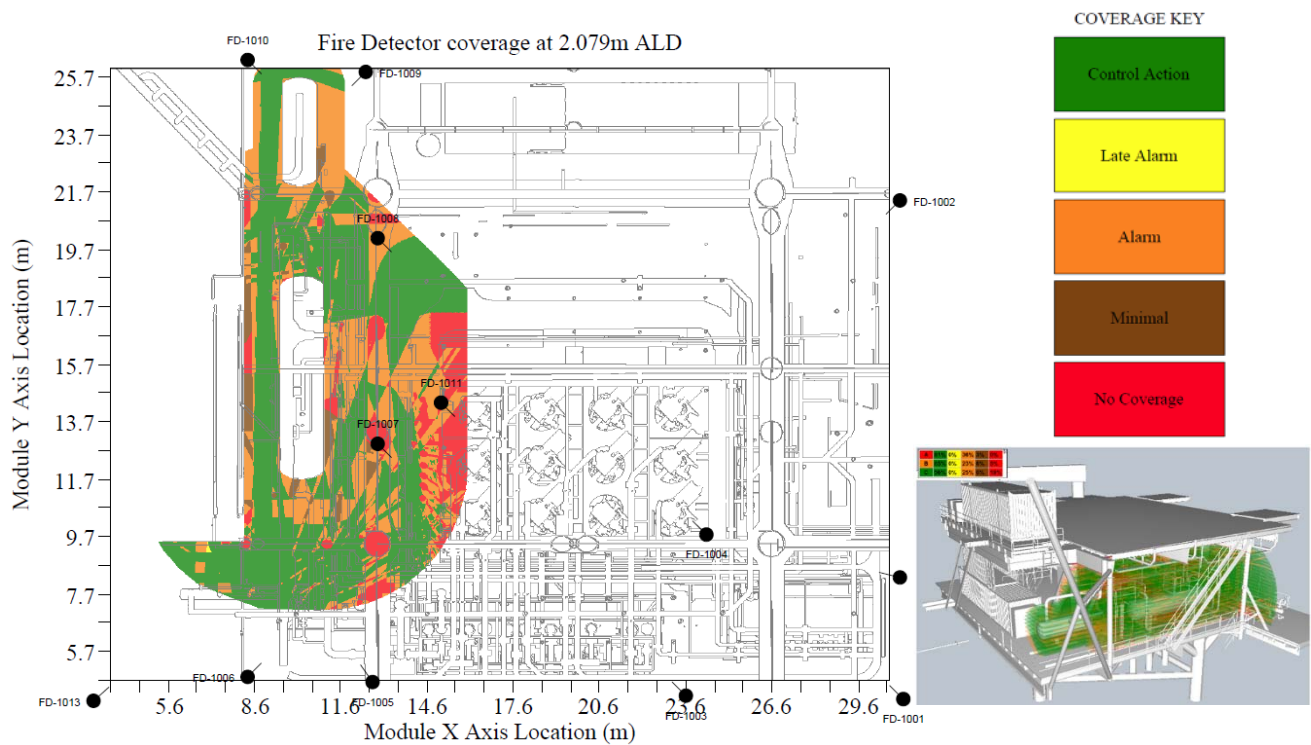 Fire Detector coverage at 2.079m ALD
COVERAGE KEY
Control Action
Late Alarm
Alarm
Minimal
No Coverage
FD-1010
FD-1009
FD-1002
FD-1008
FD-1011
FD-1007
FD-1004
FD-1006
FD-1005
FD-1013
FD-1003
FD-1001
Module Y Axis Location (m)
25.7
23.7
21.7
19.7
17.7
15.7
13.7
11.7
9.7
7.7
5.7
5.6 8.6 11.6 14.6 17.6 20.6 23.6 26.6 29.6
Module X Axis Location (m)